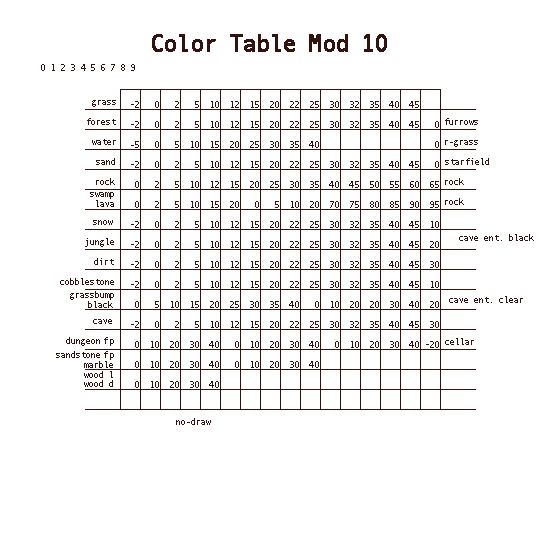 Color Table Mod 10
0 1 2 3 4 5 6 7 8 9
grass -2 0 2 5 10 12 15 20 22 25 30 32 35 40 45
forest -2 0 2 5 10 12 15 20 22 25 30 32 35 40 45 0 furrows
water -5 0 5 10 15 20 25 30 35 40 0 r-grass
sand -2 0 2 5 10 12 15 20 22 25 30 32 35 40 45 0 starfield
rock 0 2 5 10 12 15 20 25 30 35 40 45 50 55 60 65 rock
swamp
lava 0 2 5 10 15 20 0 5 10 20 70 75 80 85 90 95 rock
snow -2 0 2 5 10 12 15 20 22 25 30 32 35 40 45 10
cave ent. black
jungle -2 0 2 5 10 12 15 20 22 25 30 32 35 40 45 20
dirt -2 0 2 5 10 12 15 20 22 25 30 32 35 40 45 30
cobblestone -2 0 2 5 10 12 15 20 22 25 30 32 35 40 45 10
grassbump
cave ent. clear
black 0 5 10 15 20 25 30 35 40 0 10 20 20 30 40 20
cave -2 0 2 5 10 12 15 20 22 25 30 32 35 40 45 30
dungeon fp 0 10 20 30 40 0 10 20 30 40 0 10 20 30 40 -20 cellar
sandstone fp
marble 0 10 20 30 40 0 10 20 30 40
wood l
wood d 0 10 20 30 40
no-draw